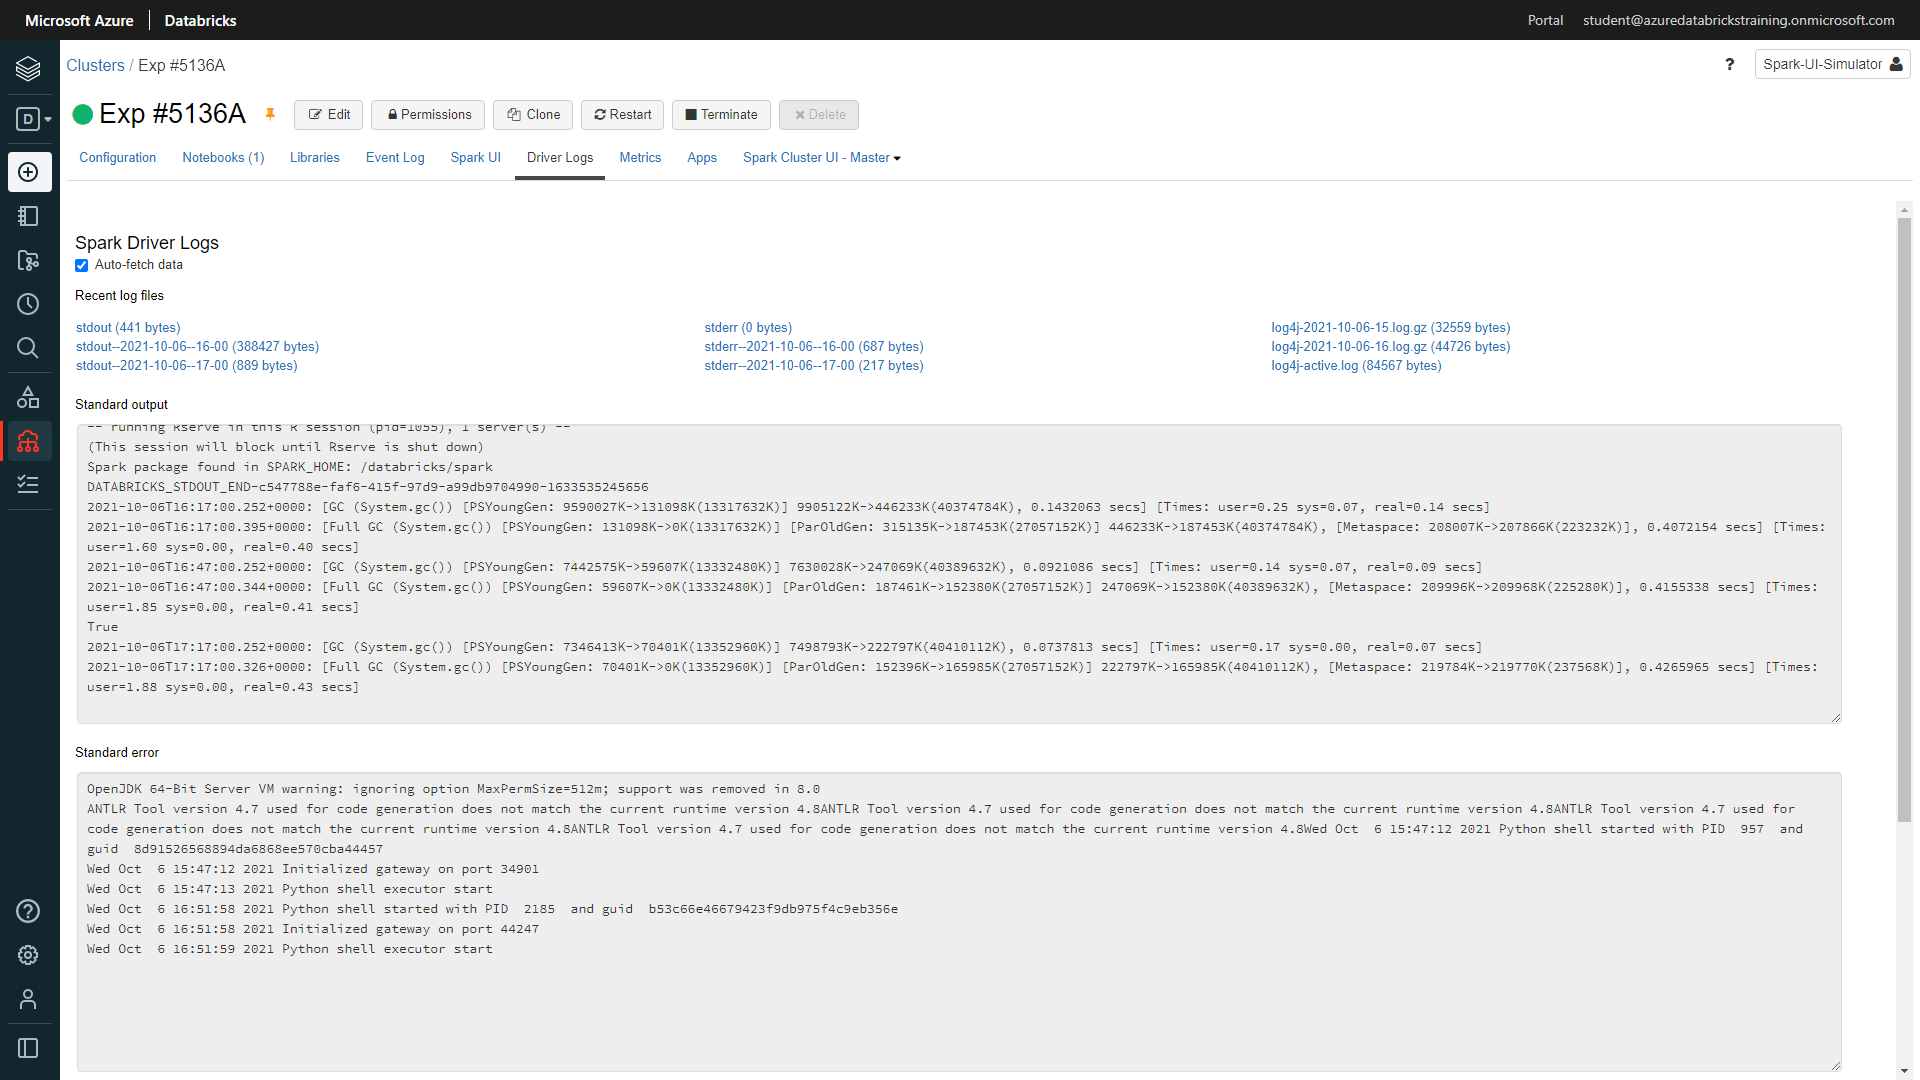 Microsoft Azure
Databricks
Portal
student@azuredatabrickstraining.onmicrosoft.com
Clusters / Exp #5136A
?
Spark-UI-Simulator
D
Exp #5136A
Edit
Permissions
Clone
Restart
Terminate
Delete
Configuration
Notebooks (1)
Libraries
Event Log
Spark UI
Driver Logs
Metrics
Apps
Spark Cluster UI - Master
Spark Driver Logs
Auto-fetch data
Recent log files
stdout (441 bytes)
stderr (0 bytes)
log4j-2021-10-06-15.log.gz (32559 bytes)
stdout--2021-10-06--16-00 (388427 bytes)
stderr--2021-10-06--16-00 (687 bytes)
log4j-2021-10-06-16.log.gz (44726 bytes)
stdout--2021-10-06--17-00 (889 bytes)
stderr--2021-10-06--17-00 (217 bytes)
log4j-active.log (84567 bytes)
Standard output
-- running Rserve in this R session (pid=1055), 1 server(s) --
(This session will block until Rserve is shut down)
Spark package found in SPARK_HOME: /databricks/spark
DATABRICKS_STDOUT_END-c547788e-faf6-415f-97d9-a99db9704990-1633535245656
2021-10-06T16:17:00.252+0000: [GC (System.gc()) [PSYoungGen: 9590027K->131098K(13317632K)] 9905122K->446233K(40374784K), 0.1432063 secs] [Times: user=0.25 sys=0.07, real=0.14 secs]
2021-10-06T16:17:00.395+0000: [Full GC (System.gc()) [PSYoungGen: 131098K->0K(13317632K)] [ParOldGen: 315135K->187453K(27057152K)] 446233K->187453K(40374784K), [Metaspace: 208007K->207866K(223232K)], 0.4072154 secs] [Times:
user=1.60 sys=0.00, real=0.40 secs]
2021-10-06T16:47:00.252+0000: [GC (System.gc()) [PSYoungGen: 7442575K->59607K(13332480K)] 7630028K->247069K(40389632K), 0.0921086 secs] [Times: user=0.14 sys=0.07, real=0.09 secs]
2021-10-06T16:47:00.344+0000: [Full GC (System.gc()) [PSYoungGen: 59607K->0K(13332480K)] [ParOldGen: 187461K->152380K(27057152K)] 247069K->152380K(40389632K), [Metaspace: 209996K->209968K(225280K)], 0.4155338 secs] [Times:
user=1.85 sys=0.00, real=0.41 secs]
True
2021-10-06T17:17:00.252+0000: [GC (System.gc()) [PSYoungGen: 7346413K->70401K(13352960K)] 7498793K->222797K(40410112K), 0.0737813 secs] [Times: user=0.17 sys=0.00, real=0.07 secs]
2021-10-06T17:17:00.326+0000: [Full GC (System.gc()) [PSYoungGen: 70401K->0K(13352960K)] [ParOldGen: 152396K->165985K(27057152K)] 222797K->165985K(40410112K), [Metaspace: 219784K->219770K(237568K)], 0.4265965 secs] [Times:
user=1.88 sys=0.00, real=0.43 secs]
Standard error
OpenJDK 64-Bit Server VM warning: ignoring option MaxPermSize=512m; support was removed in 8.0
ANTLR Tool version 4.7 used for code generation does not match the current runtime version 4.8ANTLR Tool version 4.7 used for code generation does not match the current runtime version 4.8ANTLR Tool version 4.7 used for
code generation does not match the current runtime version 4.8ANTLR Tool version 4.7 used for code generation does not match the current runtime version 4.8Wed Oct  6 15:47:12 2021 Python shell started with PID  957  and
guid  8d91526568894da6868ee570cba44457
Wed Oct  6 15:47:12 2021 Initialized gateway on port 34901
Wed Oct  6 15:47:13 2021 Python shell executor start
Wed Oct  6 16:51:58 2021 Python shell started with PID  2185  and guid  b53c66e46679423f9db975f4c9eb356e
Wed Oct  6 16:51:58 2021 Initialized gateway on port 44247
Wed Oct  6 16:51:59 2021 Python shell executor start